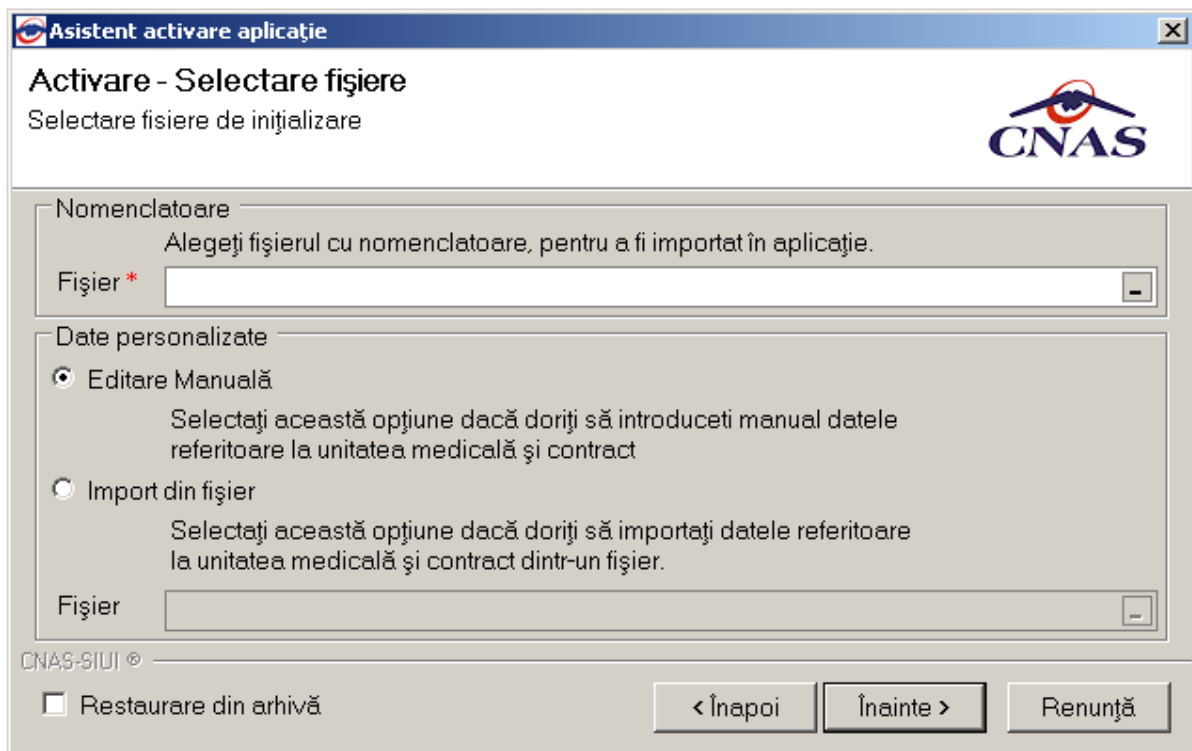 Asistent activare aplicaţie
Activare - Selectare fişiere
Selectare fisiere de iniţializare
CNAS
Nomenclatoare
Alegeţi fişierul cu nomenclatoare, pentru a fi importat în aplicaţie.
Fişier *
Date personalizate
Editare Manuală
Selectaţi această opţiune dacă doriţi să introduceti manual datele
referitoare la unitatea medicală şi contract
Import din fişier
Selectaţi această opţiune dacă doriţi să importaţi datele referitoare
la unitatea medicală şi contract dintr-un fişier.
Fişier
CNAS-SIUI ®
Restaurare din arhivă
< Înapoi
Înainte >
Renunţă